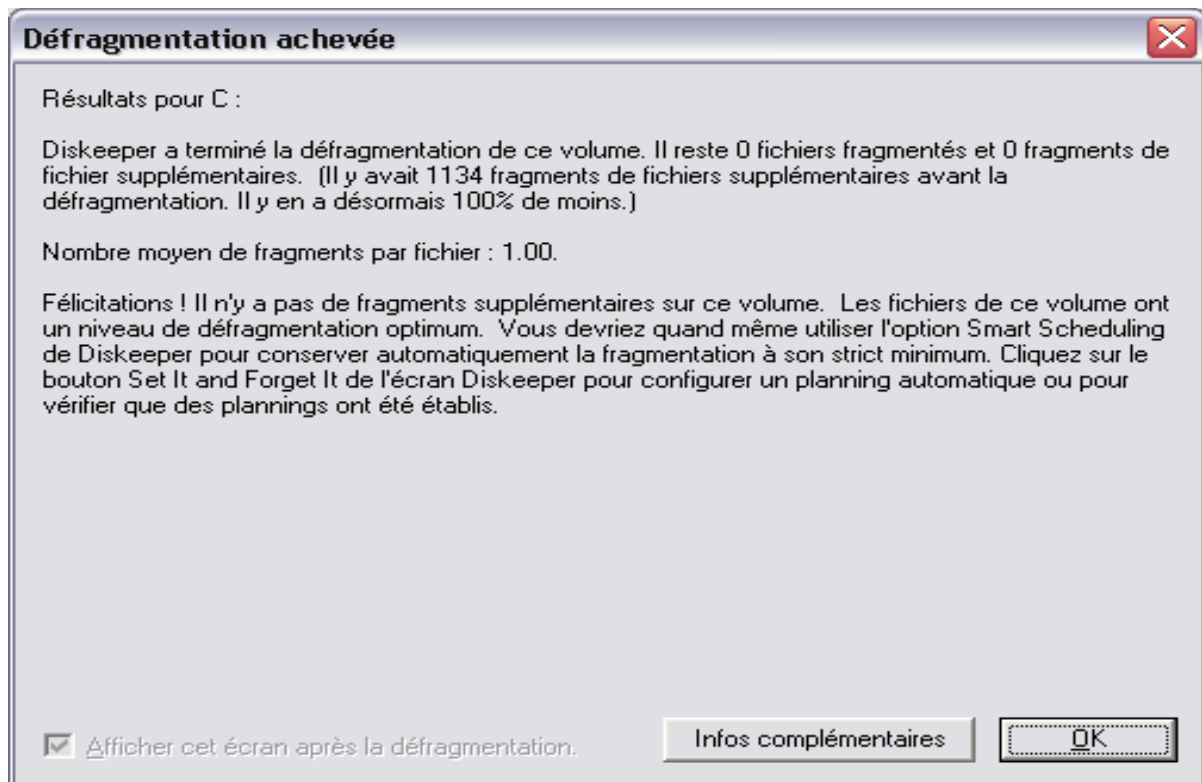 Défragmentation achevée
Résultats pour C :
Diskeeper a terminé la défragmentation de ce volume. Il reste 0 fichiers fragmentés et 0 fragments de
fichier supplémentaires.  (Il y avait 1134 fragments de fichiers supplémentaires avant la
défragmentation. Il y en a désormais 100% de moins.)
Nombre moyen de fragments par fichier : 1.00.
Félicitations ! Il n'y a pas de fragments supplémentaires sur ce volume.  Les fichiers de ce volume ont
un niveau de défragmentation optimum.  Vous devriez quand même utiliser l'option Smart Scheduling
de Diskeeper pour conserver automatiquement la fragmentation à son strict minimum. Cliquez sur le
bouton Set It and Forget It de l'écran Diskeeper pour configurer un planning automatique ou pour
vérifier que des plannings ont été établis.
Afficher cet écran après la défragmentation.
Infos complémentaires
OK